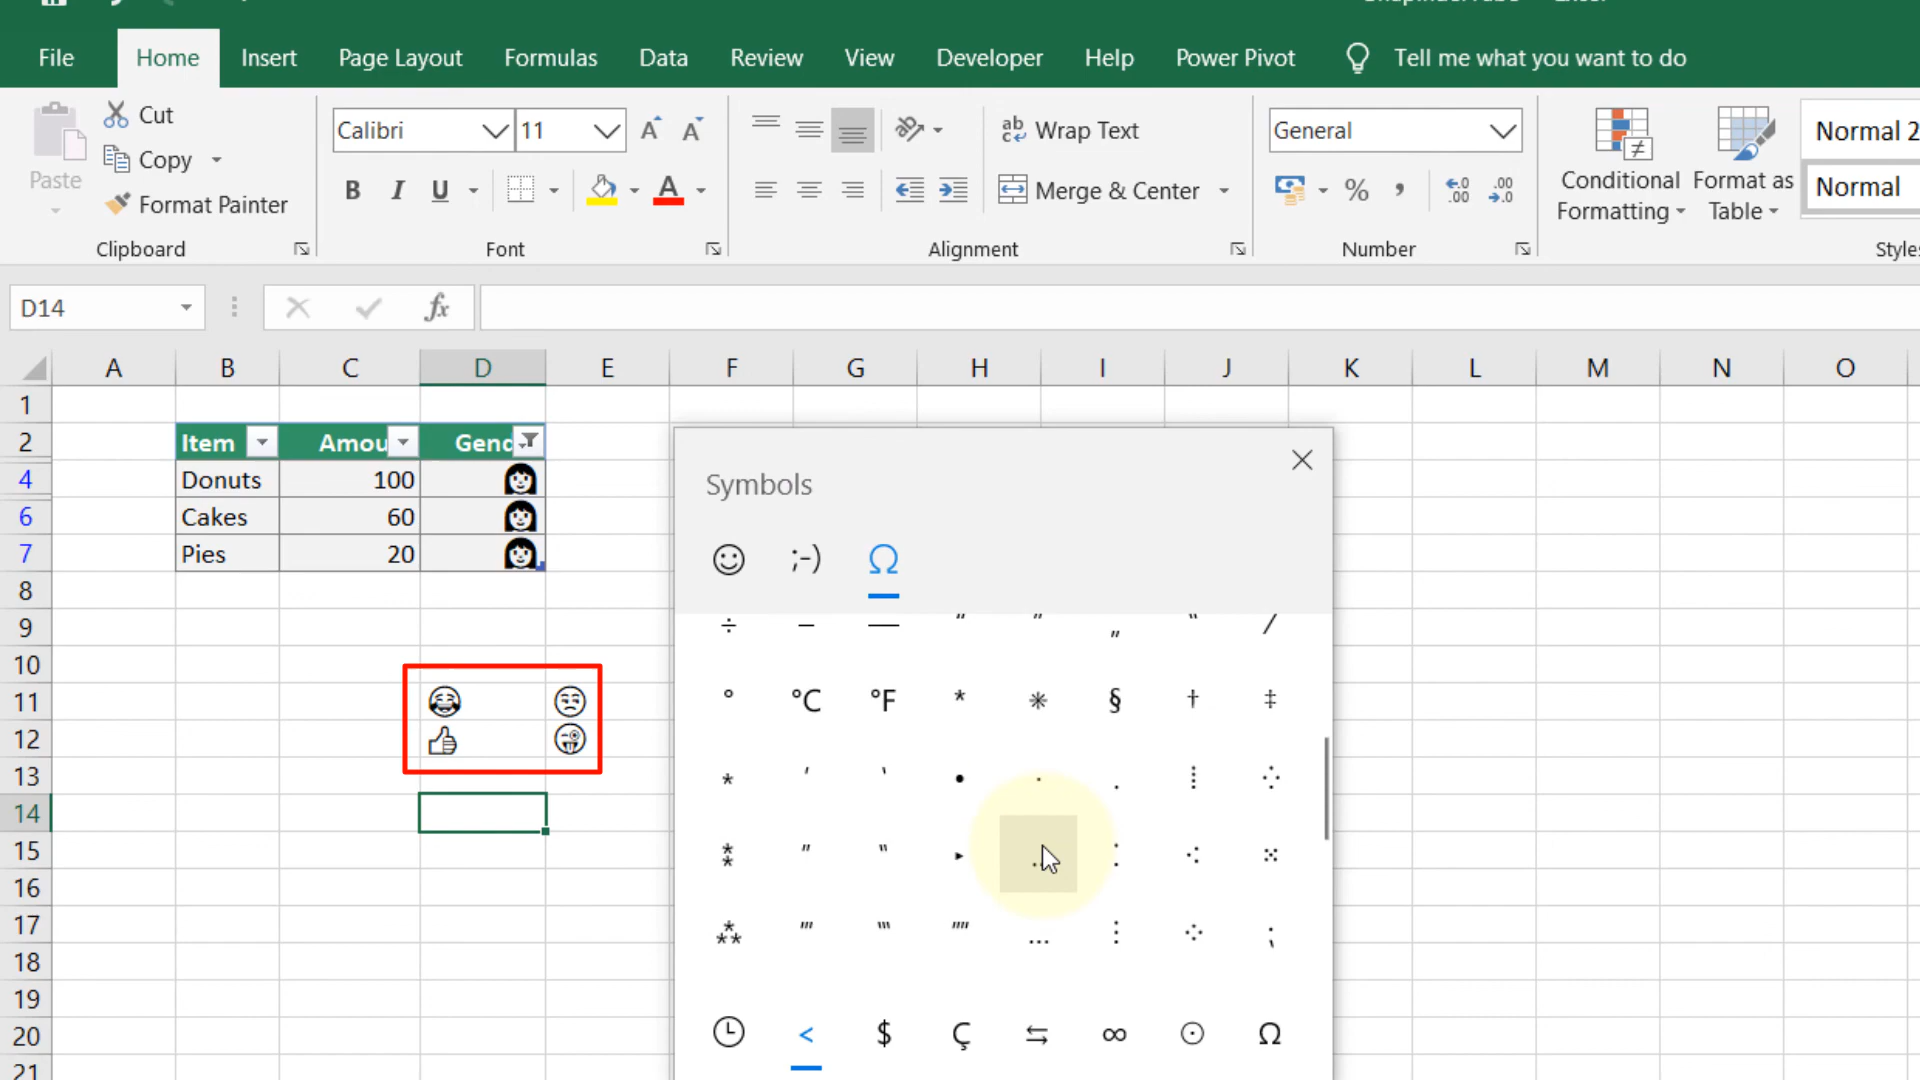 File Home Insert Page Layout Formulas Data Review View Developer Help Power Pivot Tell me what you want to do
Cut
Copy
Paste
Format Painter
Clipboard
Calibri 11
B I U A
Font
ab Wrap Text
Merge & Center
Alignment
General
% ,
Number
Conditional Formatting
Format as Table
Normal 2
Normal
Style
D14 fx
A B C D E F G H I J K L M N O
1
2 Item Amou Gend
4 Donuts 100 👩
6 Cakes 60 👩
7 Pies 20 👩
8
9
10
11 😂 😒
12 👍 🤪
13
14
15
16
17
18
19
20
21
Symbols
;-) Ω
÷ – — “ ” „ ‟ /
° °C °F * ✳ § † ‡
⁎ ′ ‵ • · . ⁞ ⁘
⁑ ″ ‶ ‣ ‥ : ⁖ ⁙
⁂ ‴ ‷ ⁗ … ⁝ ⁘ ;
< $ Ç ⇆ ∞ ⊙ Ω